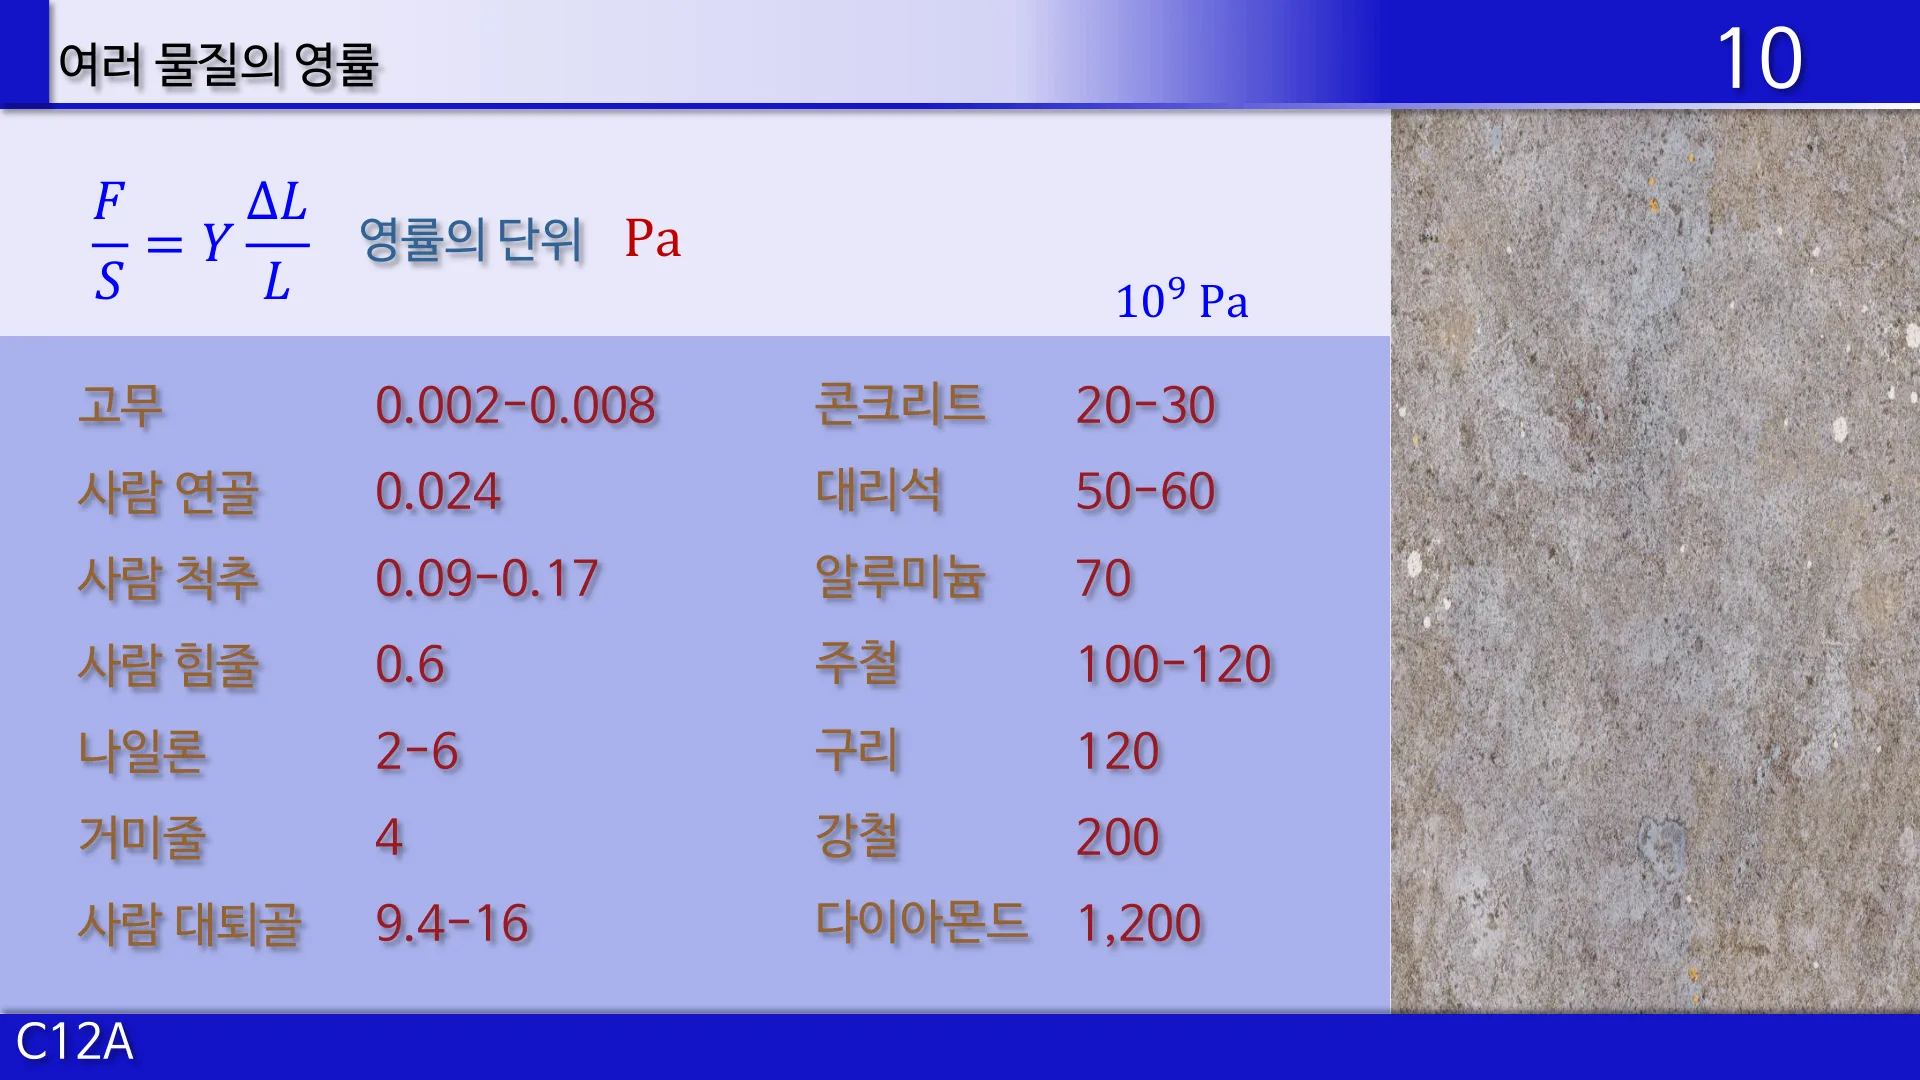 여러 물질의 영률
10
F/S = Y ΔL/L 영률의 단위 Pa
10⁹ Pa
고무 0.002-0.008 콘크리트 20-30
사람 연골 0.024 대리석 50-60
사람 척추 0.09-0.17 알루미늄 70
사람 힘줄 0.6 주철 100-120
나일론 2-6 구리 120
거미줄 4 강철 200
사람 대퇴골 9.4-16 다이아몬드 1,200
C12A